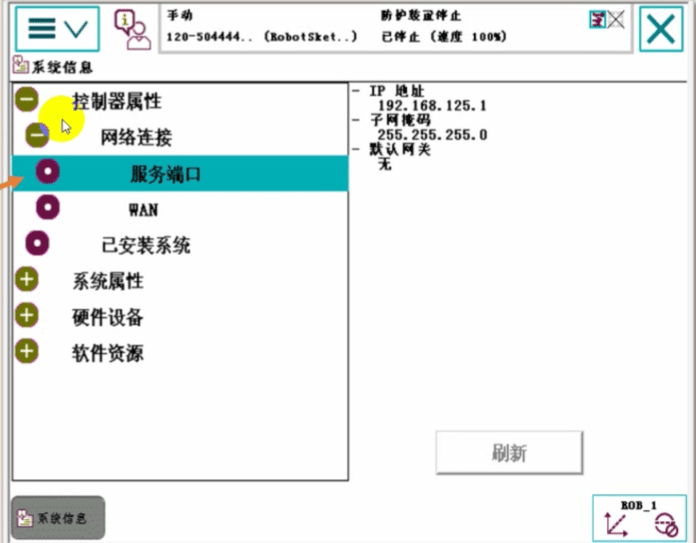 手动
防护装置停止
120-504444.. (RobotSket..)
已停止 (速度 100%)
系统信息
控制器属性
网络连接
服务端口
WAN
已安装系统
系统属性
硬件设备
软件资源
- IP 地址
192.168.125.1
- 子网掩码
255.255.255.0
- 默认网关
无
刷新
系统信息
ROB_1